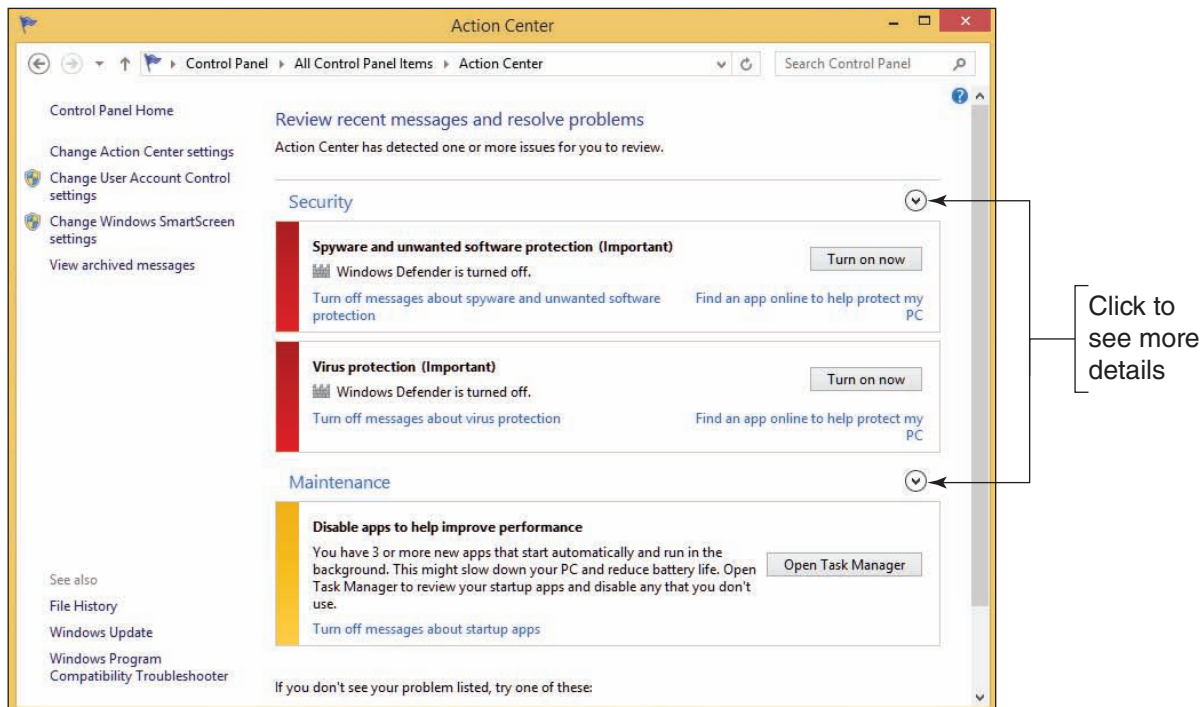 Action Center
Control Panel
All Control Panel Items
Action Center
Search Control Panel
Control Panel Home
Change Action Center settings
Change User Account Control
settings
Change Windows SmartScreen
settings
View archived messages
See also
File History
Windows Update
Windows Program
Compatibility Troubleshooter
Review recent messages and resolve problems
Action Center has detected one or more issues for you to review.
Security
Spyware and unwanted software protection (Important)
Windows Defender is turned off.
Turn on now
Turn off messages about spyware and unwanted software
protection
Find an app online to help protect my
PC
Virus protection (Important)
Windows Defender is turned off.
Turn on now
Turn off messages about virus protection
Find an app online to help protect my
PC
Maintenance
Disable apps to help improve performance
You have 3 or more new apps that start automatically and run in the
background. This might slow down your PC and reduce battery life. Open
Task Manager to review your startup apps and disable any that you don't
use.
Open Task Manager
Turn off messages about startup apps
If you don't see your problem listed, try one of these:
Click to
see more
details